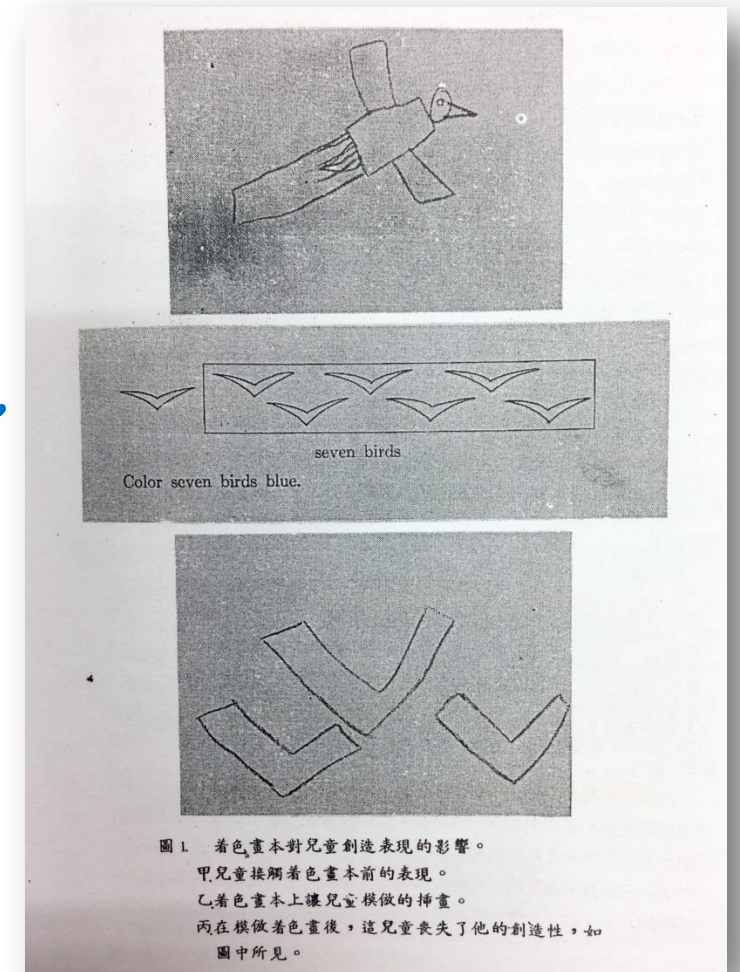 seven birds
Color seven birds blue.
圖 1. 着色畫本對兒童創造表現的影響。
甲.兒童接觸着色畫本前的表現。
乙.着色畫本上讓兒童模倣的插畫。
丙.在模倣着色畫後，這兒童喪失了他的創造性，如
圖中所見。